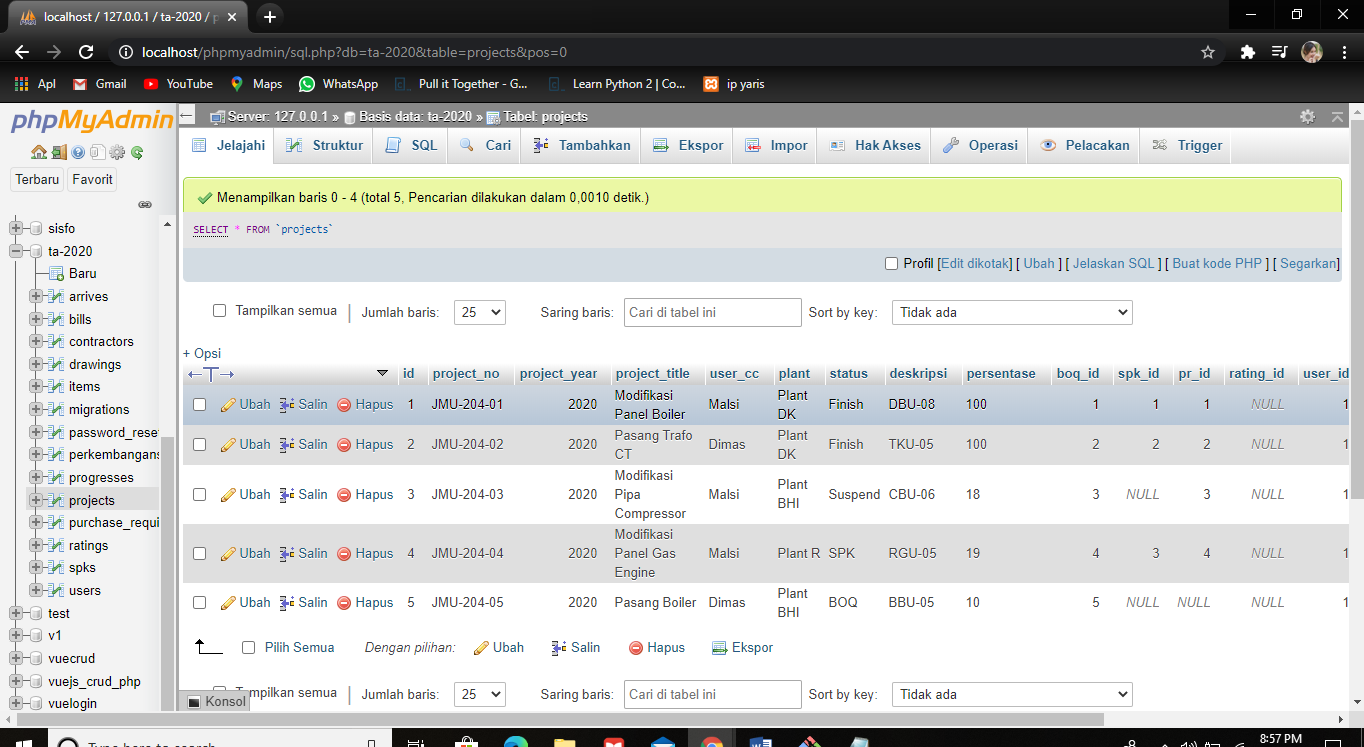 localhost / 127.0.0.1 / ta-2020 / p
localhost/phpmyadmin/sql.php?db=ta-2020&table=projects&pos=0
Apl Gmail YouTube Maps WhatsApp Pull it Together - G... Learn Python 2 | Co... ip yaris
phpMyAdmin
Terbaru Favorit
sisfo
ta-2020
Baru
arrives
bills
contractors
drawings
items
migrations
password_rese
perkembangans
progresses
projects
purchase_requi
ratings
spks
users
test
v1
vuecrud
vuejs_crud_php
vuelogin
Server: 127.0.0.1 » Basis data: ta-2020 » Tabel: projects
Jelajahi Struktur SQL Cari Tambahkan Ekspor Impor Hak Akses Operasi Pelacakan Trigger
Menampilkan baris 0 - 4 (total 5, Pencarian dilakukan dalam 0,0010 detik.)
SELECT * FROM `projects`
Profil [Edit dikotak] [ Ubah ] [ Jelaskan SQL ] [ Buat kode PHP ] [ Segarkan]
Tampilkan semua | Jumlah baris: 25 Saring baris: Cari di tabel ini Sort by key: Tidak ada
+ Opsi
←T→ id project_no project_year project_title user_cc plant status deskripsi persentase boq_id spk_id pr_id rating_id user_id
Ubah Salin Hapus 1 JMU-204-01 2020 Modifikasi Panel Boiler Malsi Plant DK Finish DBU-08 100 1 1 1 NULL 1
Ubah Salin Hapus 2 JMU-204-02 2020 Pasang Trafo CT Dimas Plant DK Finish TKU-05 100 2 2 2 NULL 1
Ubah Salin Hapus 3 JMU-204-03 2020 Modifikasi Pipa Compressor Malsi Plant BHI Suspend CBU-06 18 3 NULL 3 NULL 1
Ubah Salin Hapus 4 JMU-204-04 2020 Modifikasi Panel Gas Engine Malsi Plant R SPK RGU-05 19 4 3 4 NULL 1
Ubah Salin Hapus 5 JMU-204-05 2020 Pasang Boiler Dimas Plant BHI BOQ BBU-05 10 5 NULL NULL NULL 1
Pilih Semua Dengan pilihan: Ubah Salin Hapus Ekspor
Tampilkan semua | Jumlah baris: 25 Saring baris: Cari di tabel ini Sort by key: Tidak ada
Konsol
Type here to search
8:57 PM